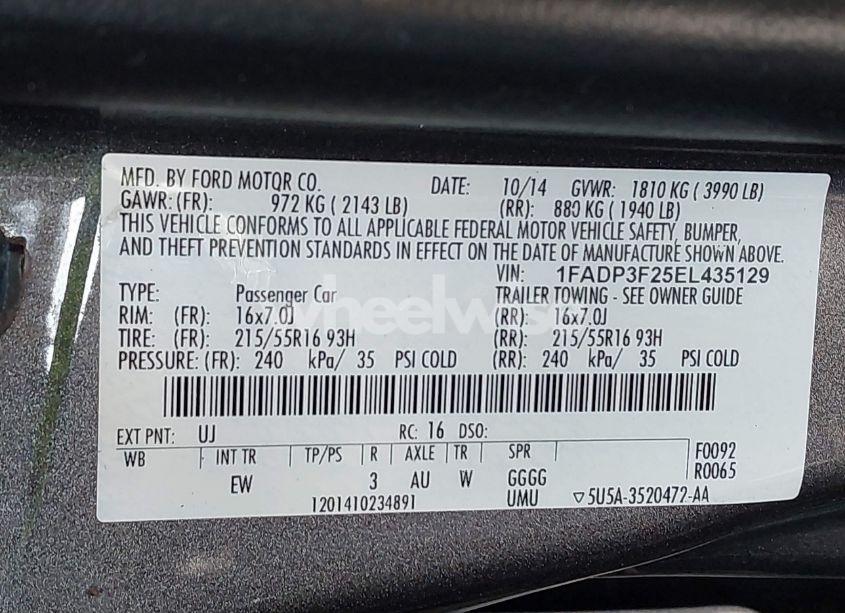 MFD. BY FORD MOTOR CO. DATE: 10/14 GVWR: 1810 KG ( 3990 LB)
GAWR: (FR): 972 KG ( 2143 LB) (RR): 880 KG ( 1940 LB)
THIS VEHICLE CONFORMS TO ALL APPLICABLE FEDERAL MOTOR VEHICLE SAFETY, BUMPER,
AND THEFT PREVENTION STANDARDS IN EFFECT ON THE DATE OF MANUFACTURE SHOWN ABOVE.
VIN: 1FADP3F25EL435129
TYPE: Passenger Car TRAILER TOWING - SEE OWNER GUIDE
RIM: (FR): 16x7.0J (RR): 16x7.0J
TIRE: (FR): 215/55R16 93H (RR): 215/55R16 93H
PRESSURE: (FR): 240 kPa/ 35 PSI COLD (RR): 240 kPa/ 35 PSI COLD
EXT PNT: UJ RC: 16 DSO:
WB INT TR TP/PS R AXLE TR SPR F0092
EW 3 AU W GGGG R0065
1201410234891 UMU ▽5U5A-3520472-AA